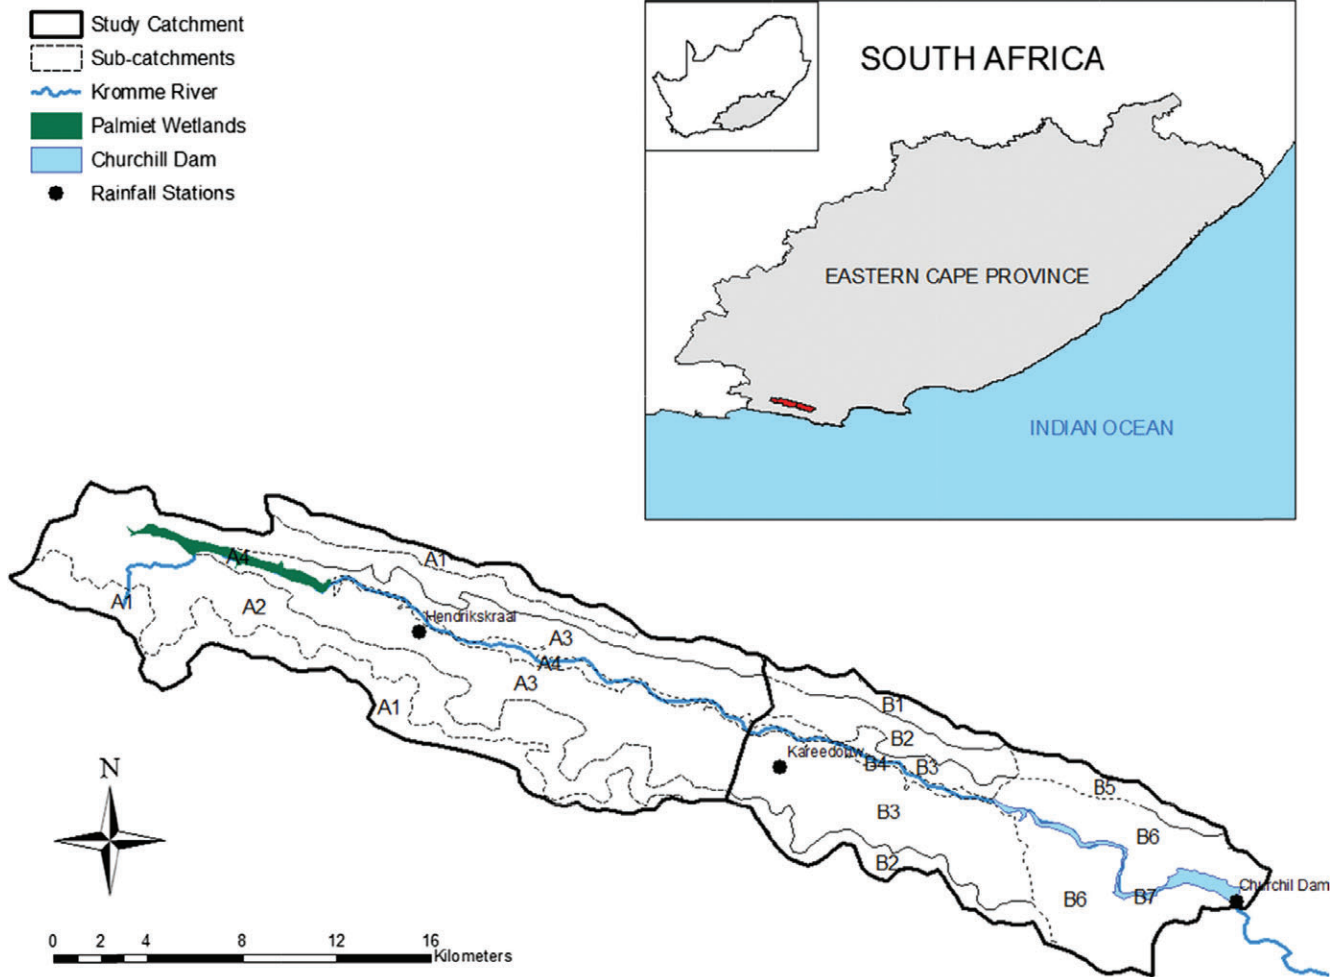 Study Catchment
Sub-catchments
Kromme River
Palmiet Wetlands
Churchill Dam
Rainfall Stations
SOUTH AFRICA
EASTERN CAPE PROVINCE
INDIAN OCEAN
A4
A1
A1
A2
Hendrikskraal
A3
A4
A3
A1
B1
B2
Kareedouw
B4
B3
B5
B3
B6
B2
Churchil Dam
B6
B7
N
0 2 4 8 12 16
Kilometers